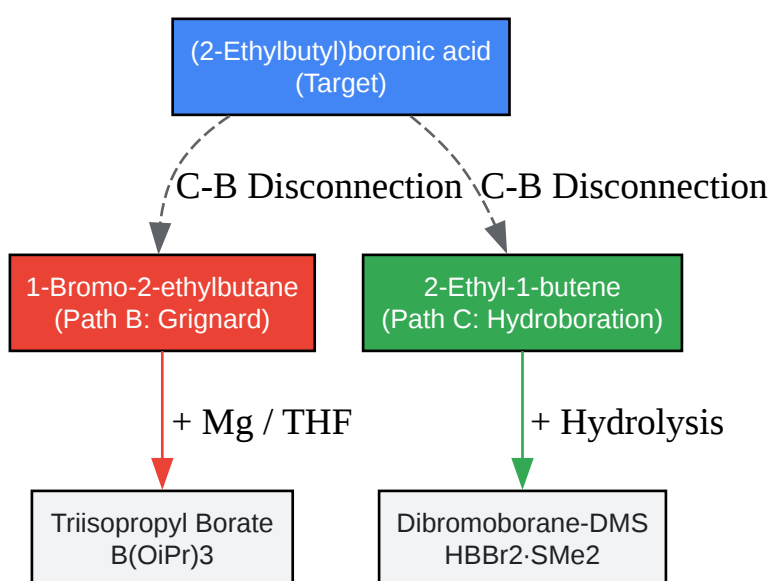 (2-Ethylbutyl)boronic acid
(Target)
C-B Disconnection
C-B Disconnection
1-Bromo-2-ethylbutane
(Path B: Grignard)
2-Ethyl-1-butene
(Path C: Hydroboration)
+ Mg / THF
+ Hydrolysis
Triisopropyl Borate
B(OiPr)3
Dibromoborane-DMS
HBBr2·SMe2